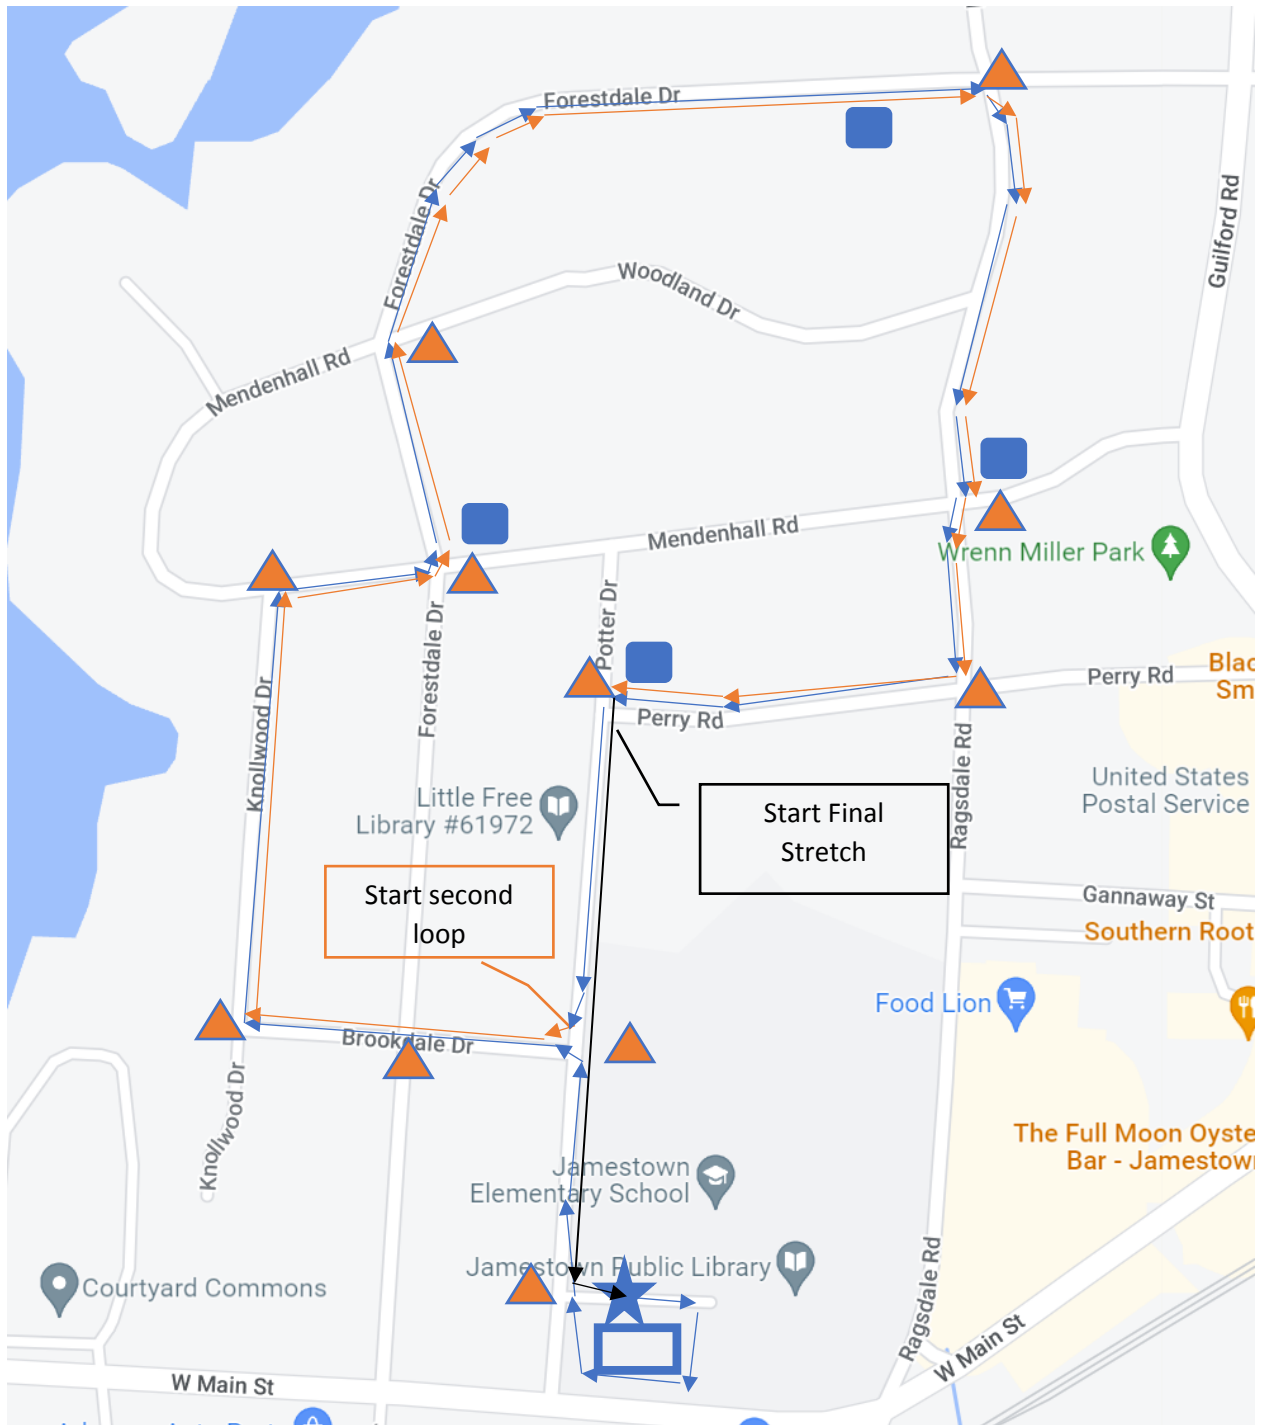 Forestdale Dr
Forestdale Dr
Guilford Rd
Woodland Dr
Mendenhall Rd
Mendenhall Rd
Wrenn Miller Park
Potter Dr
Forestdale Dr
Knollwood Dr
Perry Rd
Perry Rd
Blac
Sm
Ragsdale Rd
United States
Postal Service
Little Free
Library #61972
Start Final
Stretch
Start second
loop
Gannaway St
Southern Root
Food Lion
Brookdale Dr
Knollwood Dr
The Full Moon Oyste
Bar - Jamestown
Jamestown
Elementary School
Jamestown Public Library
Courtyard Commons
Ragsdale Rd
W Main St
W Main St